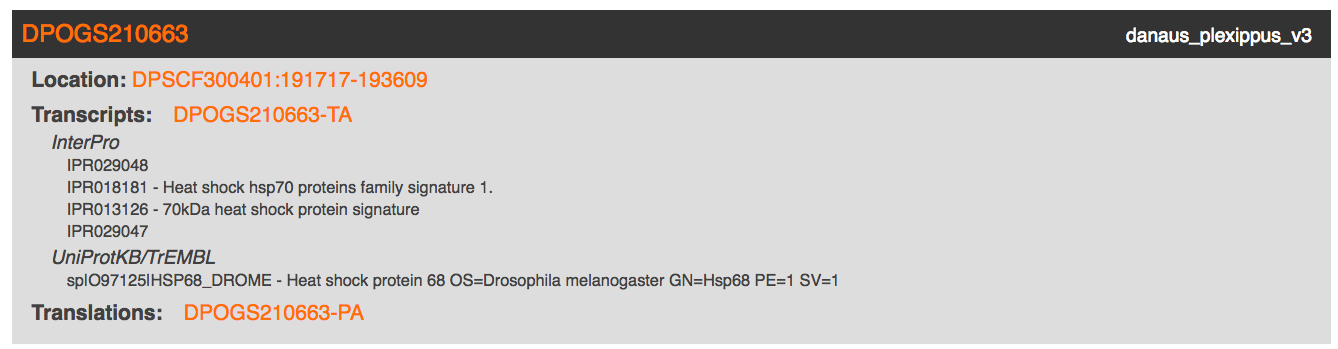 DPOGS210663
danaus_plexippus_v3
Location: DPSCF300401:191717-193609
Transcripts: DPOGS210663-TA
InterPro
IPR029048
IPR018181 - Heat shock hsp70 proteins family signature 1.
IPR013126 - 70kDa heat shock protein signature
IPR029047
UniProtKB/TrEMBL
sp|O97125|HSP68_DROME - Heat shock protein 68 OS=Drosophila melanogaster GN=Hsp68 PE=1 SV=1
Translations: DPOGS210663-PA